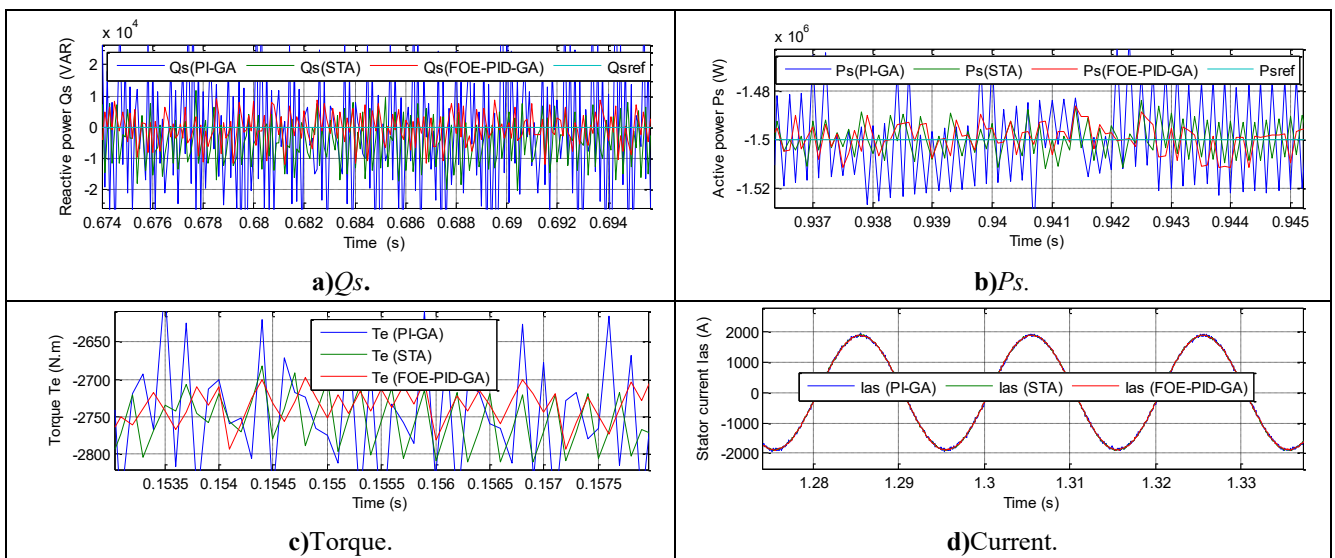 x 10^4
Reactive power Qs (VAR)
2
1
0
-1
-2
Qs(PI-GA
Qs(STA)
Qs(FOE-PID-GA)
Qsref
0.674 0.676 0.678 0.68 0.682 0.684 0.686 0.688 0.69 0.692 0.694
Time (s)
a)Qs.
x 10^6
Active power Ps (W)
-1.48
-1.5
-1.52
Ps(PI-GA)
Ps(STA)
Ps(FOE-PID-GA)
Psref
0.937 0.938 0.939 0.94 0.941 0.942 0.943 0.944 0.945
Time (s)
b)Ps.
Torque Te (N.m)
-2650
-2700
-2750
-2800
Te (PI-GA)
Te (STA)
Te (FOE-PID-GA)
0.1535 0.154 0.1545 0.155 0.1555 0.156 0.1565 0.157 0.1575
Time (s)
c)Torque.
Stator current Ias (A)
2000
1000
0
-1000
-2000
Ias (PI-GA)
Ias (STA)
Ias (FOE-PID-GA)
1.28 1.29 1.3 1.31 1.32 1.33
Time (s)
d)Current.